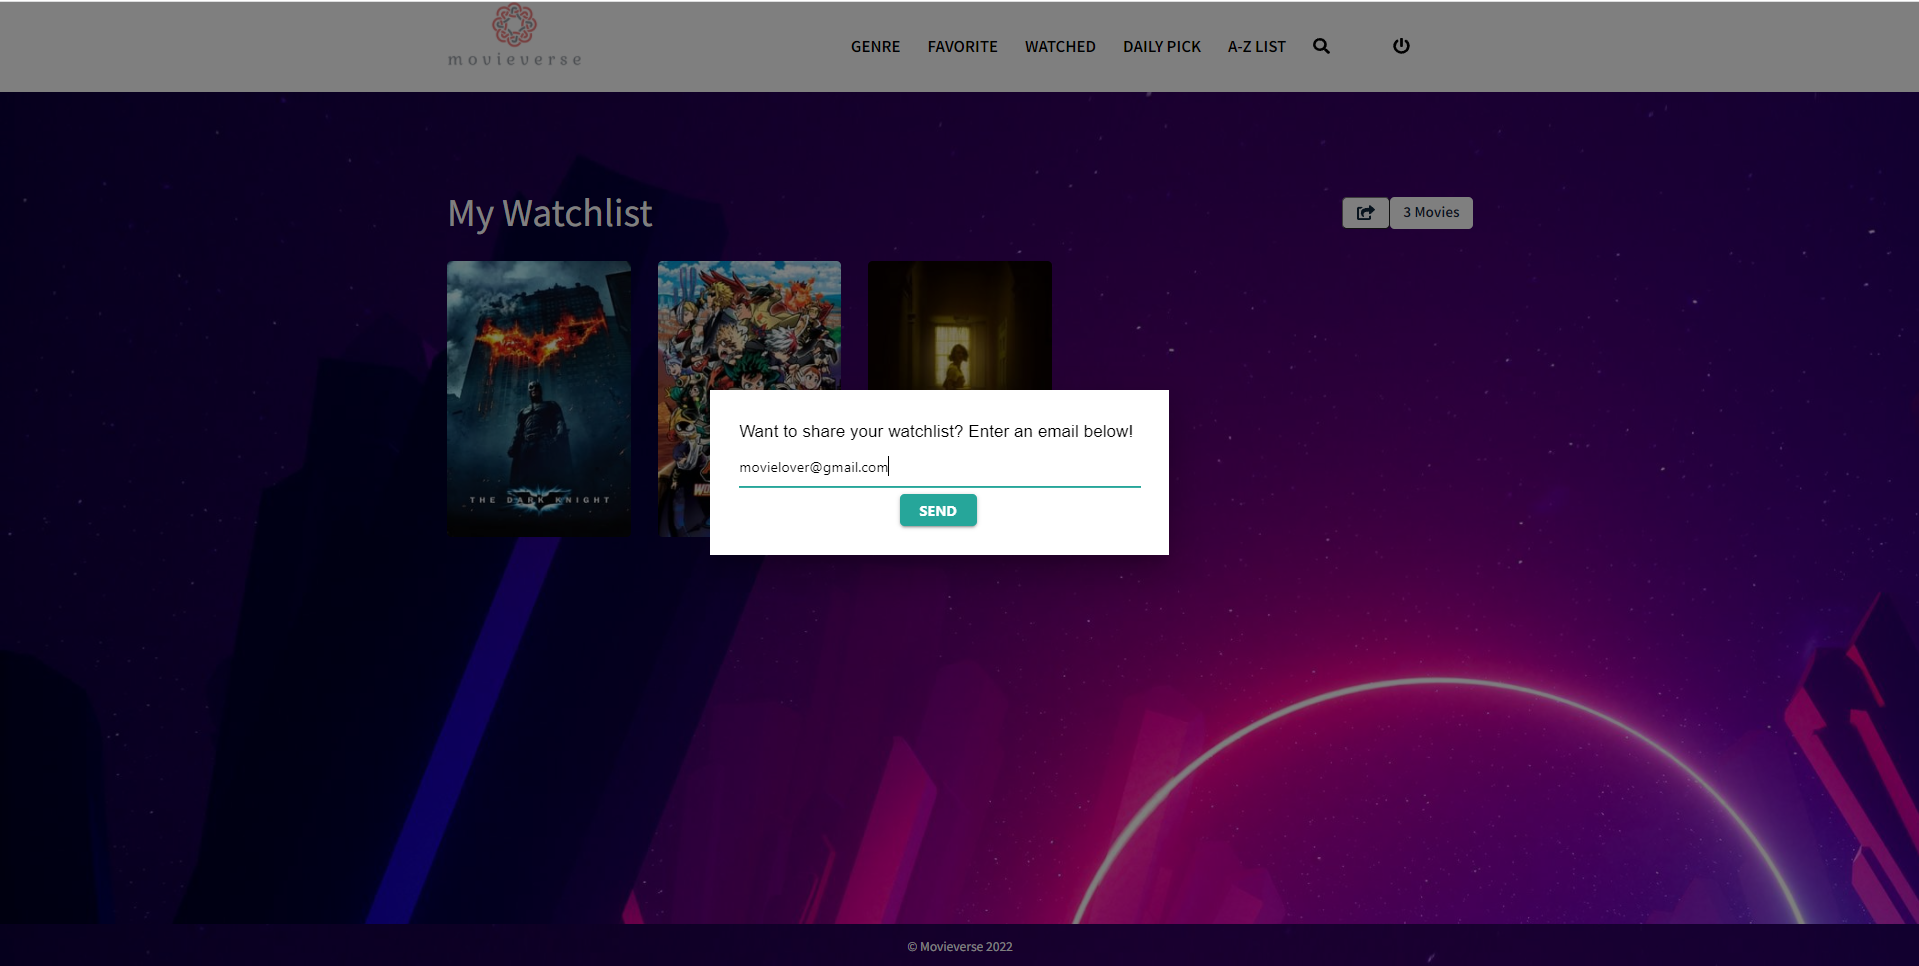 movieverse
GENRE FAVORITE WATCHED DAILY PICK A-Z LIST
My Watchlist
3 Movies
THE DARK KNIGHT
Want to share your watchlist? Enter an email below!
movielover@gmail.com
SEND
© Movieverse 2022